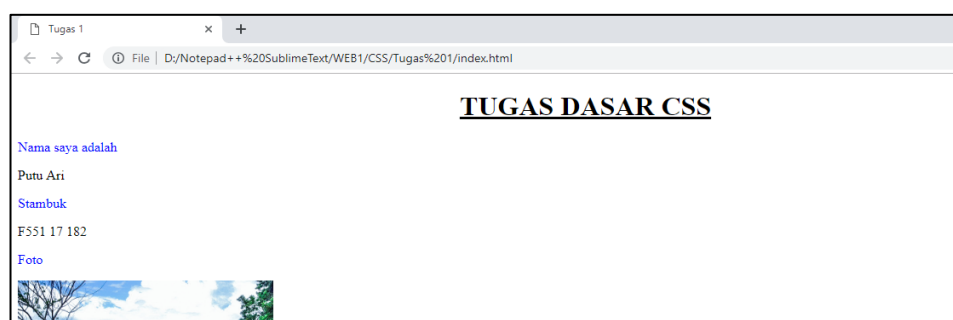 Tugas 1
File | D:/Notepad++%20SublimeText/WEB1/CSS/Tugas%201/index.html
TUGAS DASAR CSS
Nama saya adalah
Putu Ari
Stambuk
F551 17 182
Foto